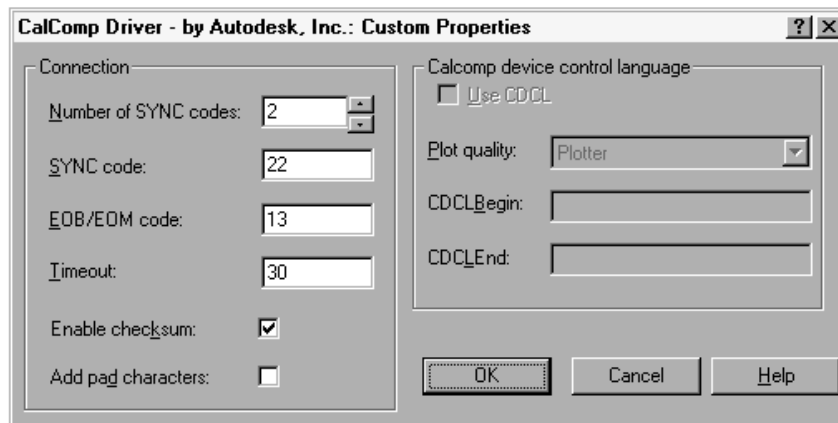 CalComp Driver - by Autodesk, Inc.: Custom Properties
Connection
Number of SYNC codes: 2
SYNC code: 22
EOB/EOM code: 13
Timeout: 30
Enable checksum:
Add pad characters:
Calcomp device control language
Use CDCL
Plot quality: Plotter
CDCLBegin:
CDCLEnd:
OK Cancel Help